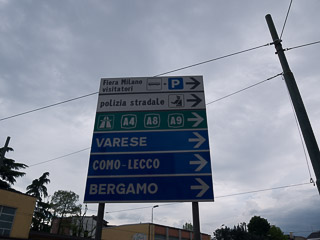 Fiera Milano
visitatori P
polizia stradale
A4 A8 A9
VARESE
COMO-LECCO
BERGAMO